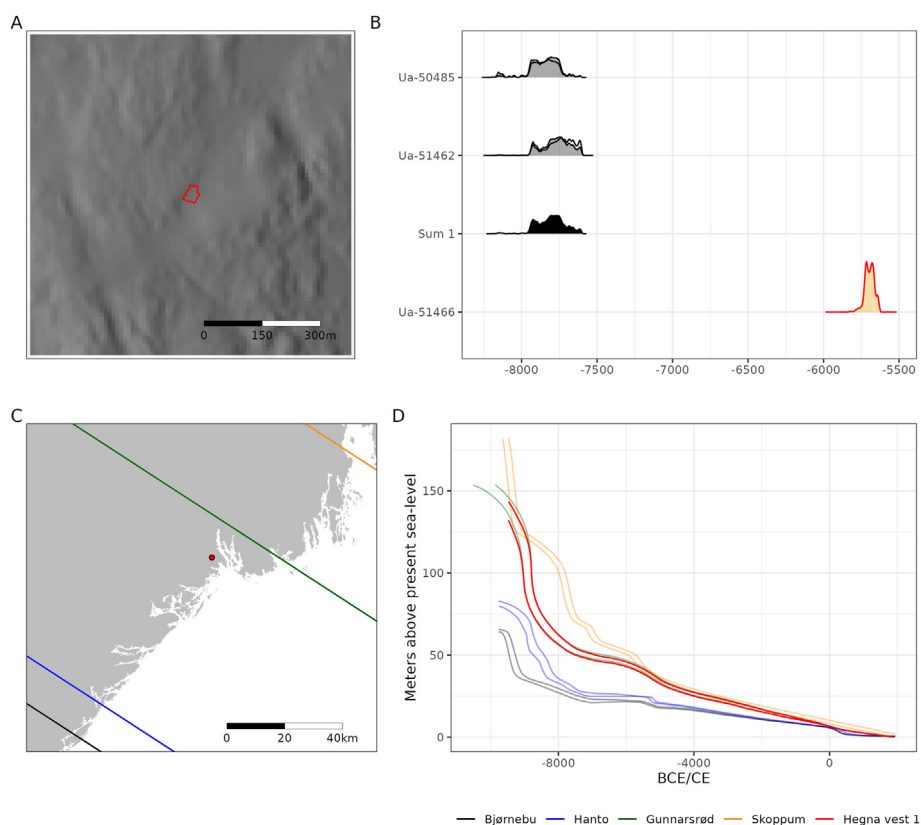 A
0 150 300m
B
Ua-50485
Ua-51462
Sum 1
Ua-51466
-8000 -7500 -7000 -6500 -6000 -5500
C
0 20 40km
D
Meters above present sea-level
150
100
50
0
-8000 -4000 0
BCE/CE
Bjørnebu Hanto Gunnarsrød Skoppum Hegna vest 1